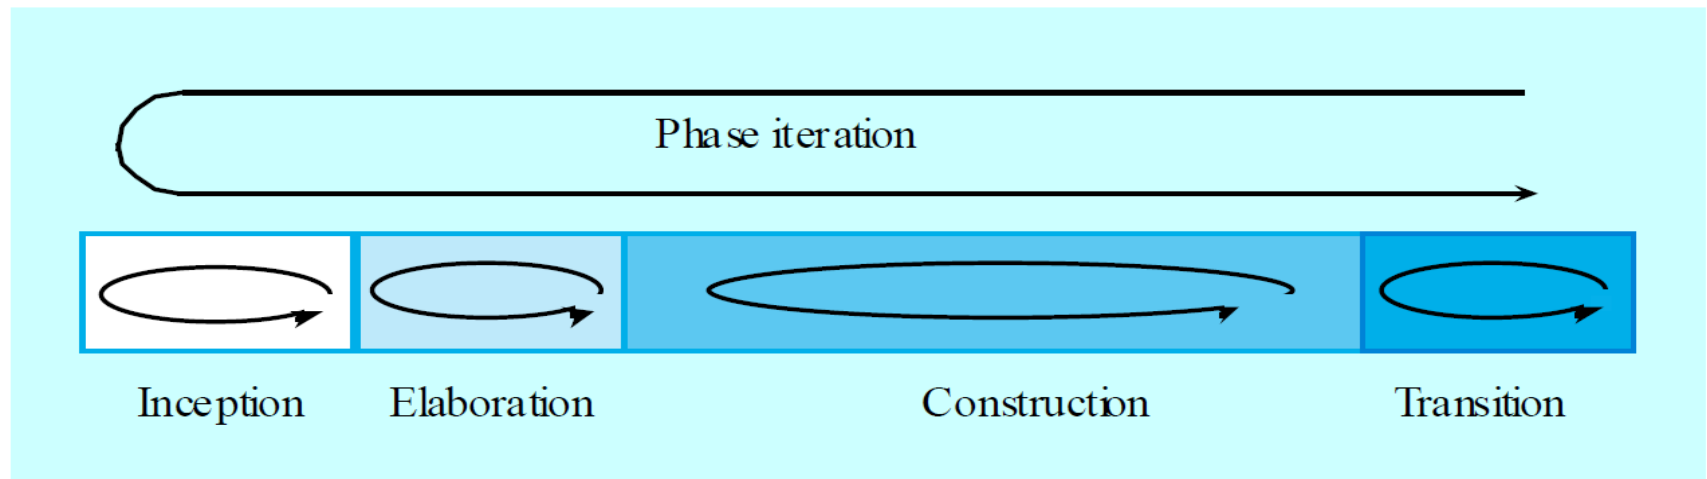 Phase iteration
Inception
Elaboration
Construction
Transition